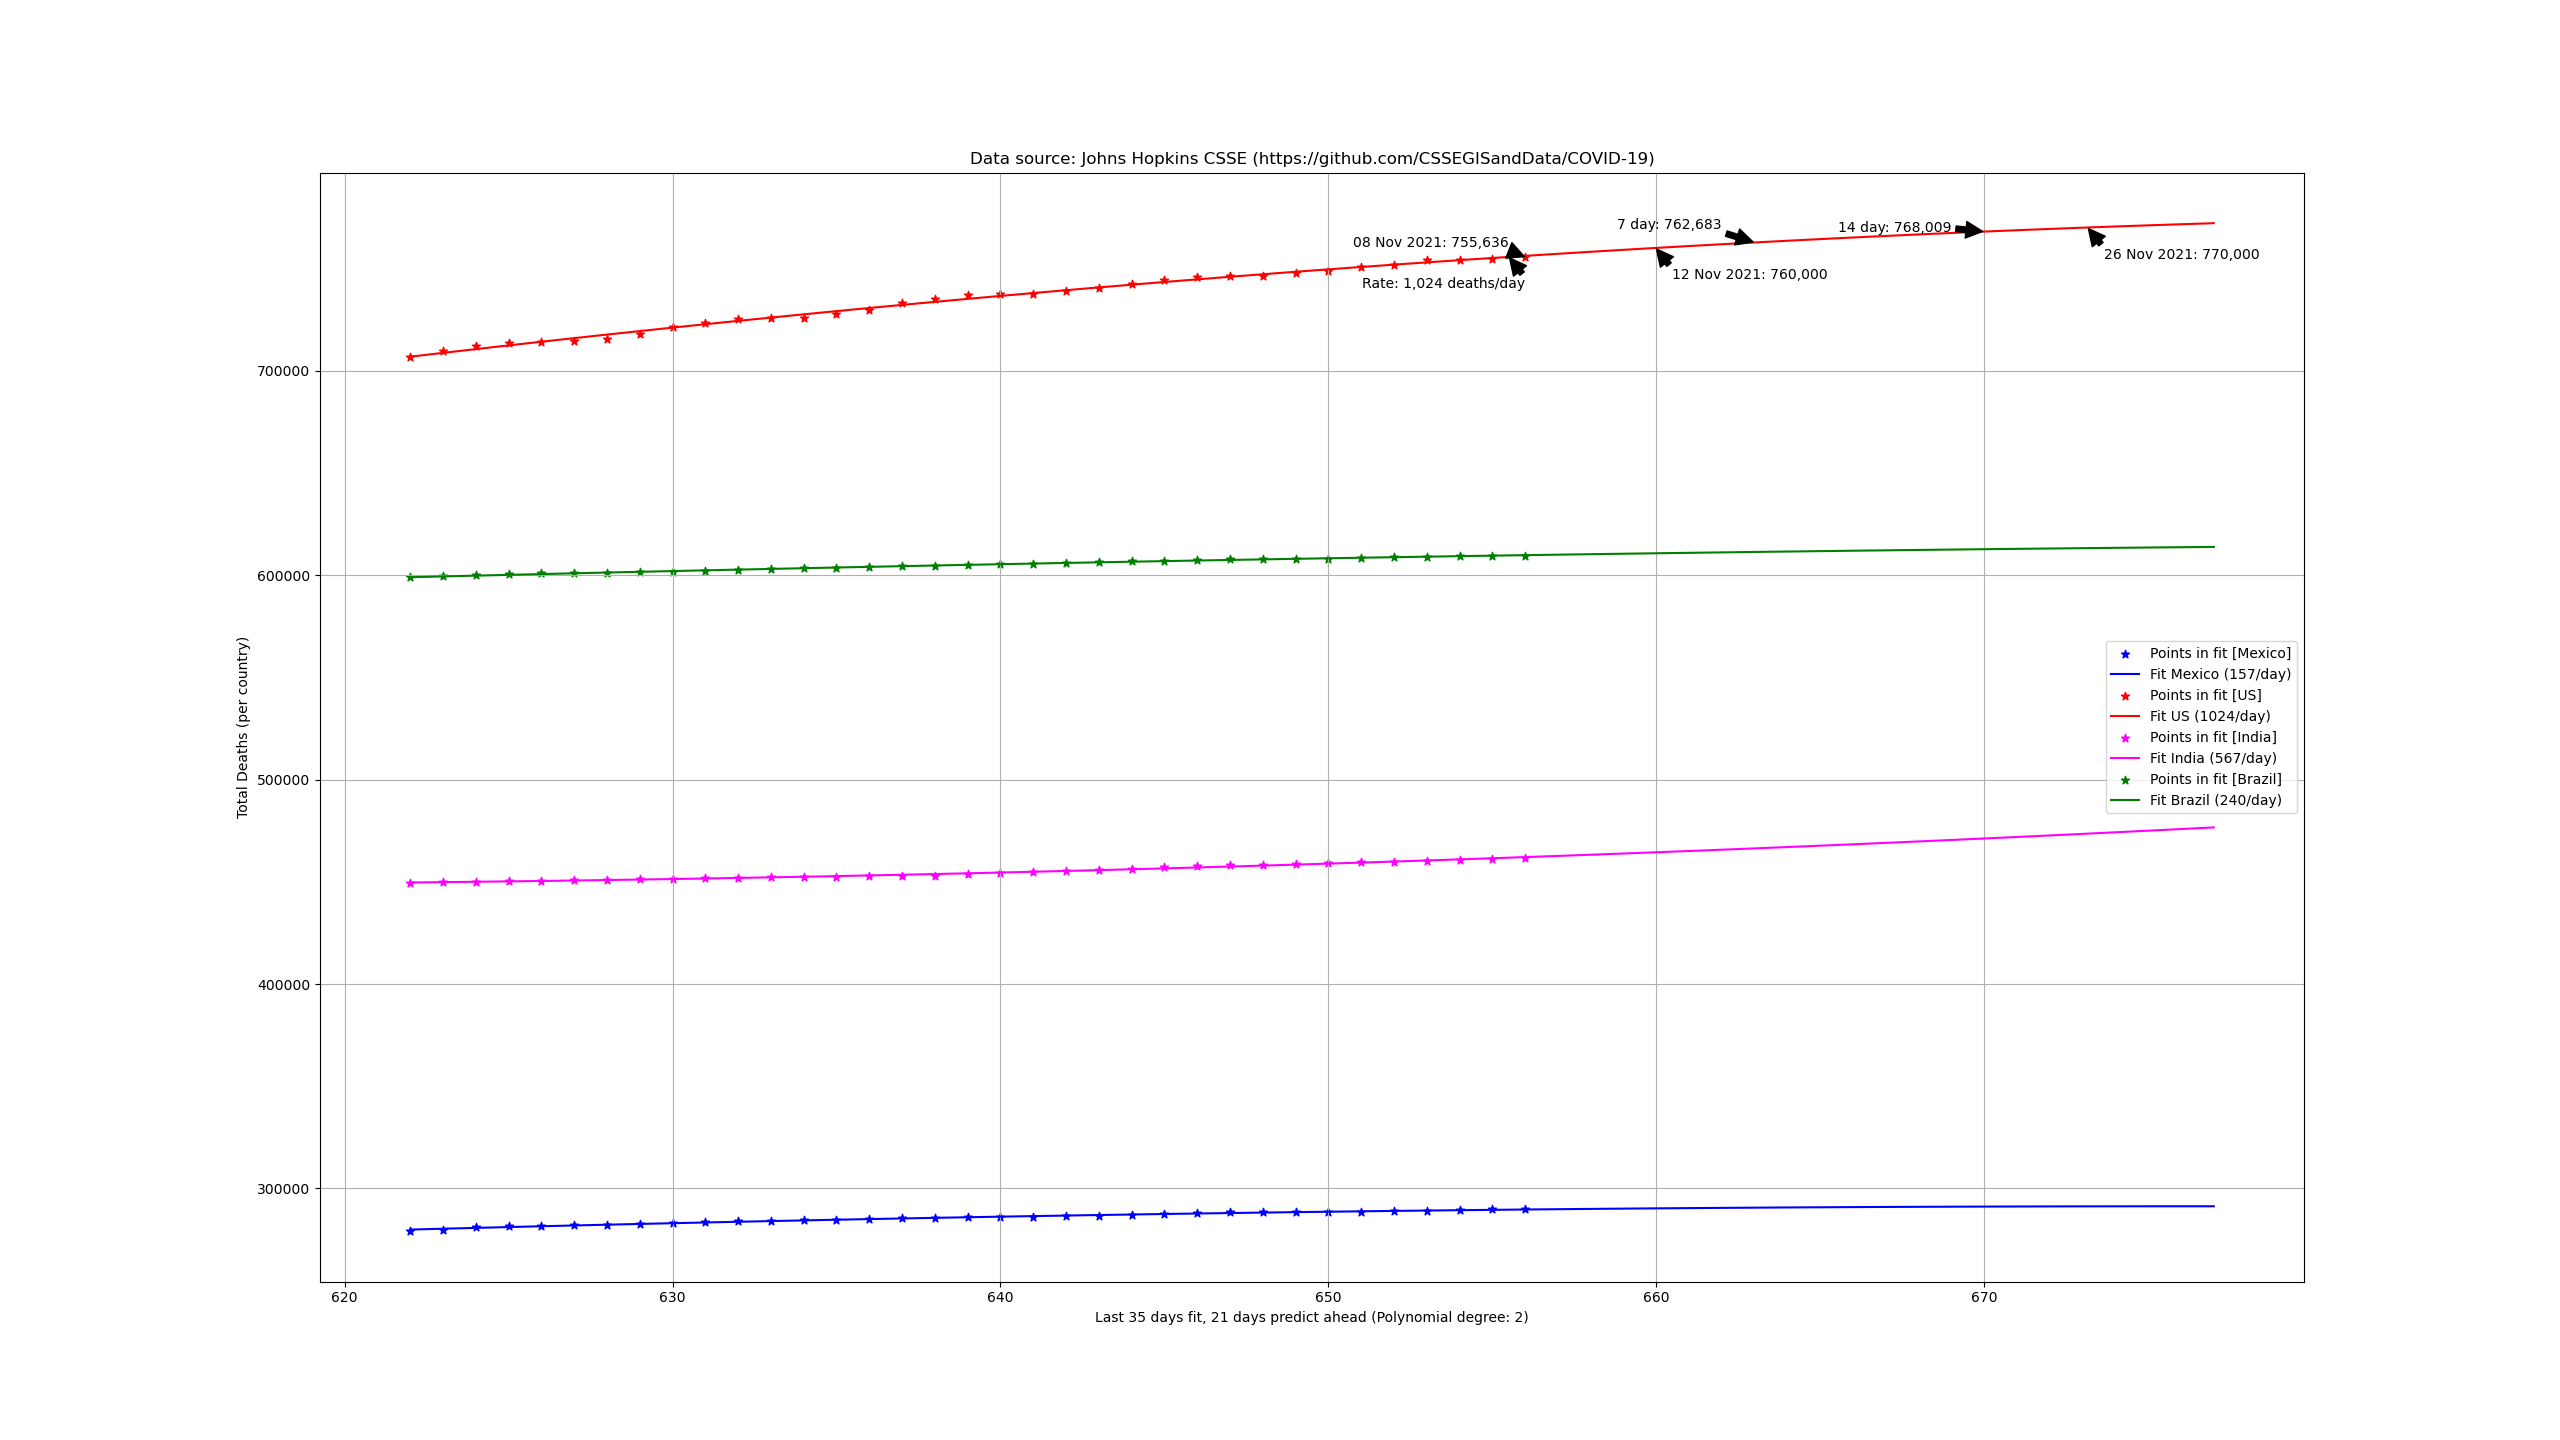 Data source: Johns Hopkins CSSE (https://github.com/CSSEGISandData/COVID-19)
7 day: 762,683
14 day: 768,009
08 Nov 2021: 755,636
26 Nov 2021: 770,000
12 Nov 2021: 760,000
Rate: 1,024 deaths/day
700000
600000
500000
400000
300000
Total Deaths (per country)
Points in fit [Mexico]
Fit Mexico (157/day)
Points in fit [US]
Fit US (1024/day)
Points in fit [India]
Fit India (567/day)
Points in fit [Brazil]
Fit Brazil (240/day)
620 630 640 650 660 670
Last 35 days fit, 21 days predict ahead (Polynomial degree: 2)